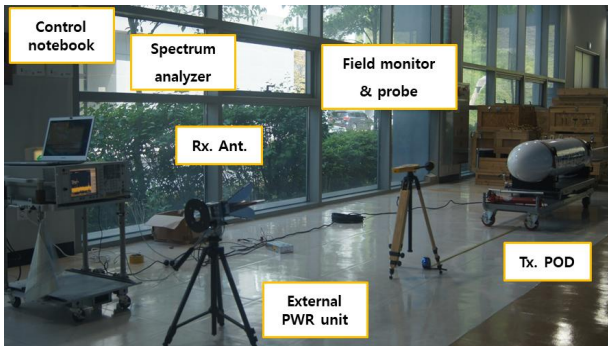 Control
notebook
Spectrum
analyzer
Field monitor
& probe
Rx. Ant.
Tx. POD
External
PWR unit